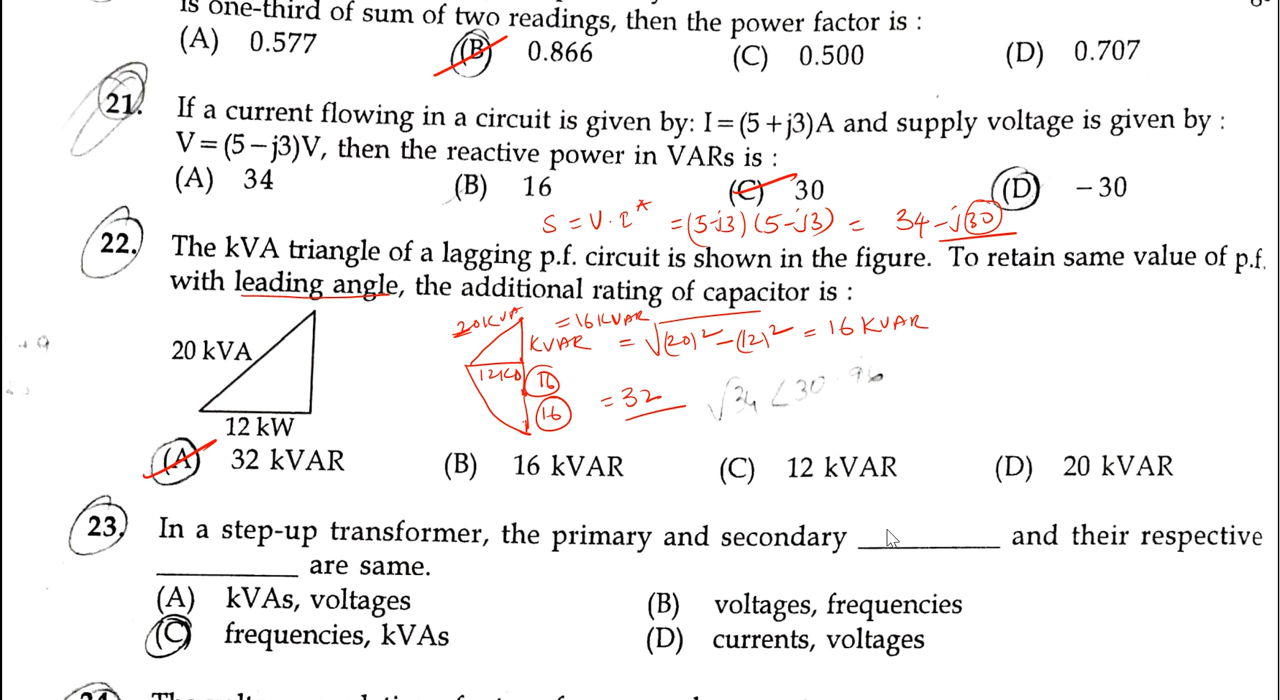 is one-third of sum of two readings, then the power factor is :
(A) 0.577 (B) 0.866 (C) 0.500 (D) 0.707
21. If a current flowing in a circuit is given by: I=(5+j3)A and supply voltage is given by :
V=(5−j3)V, then the reactive power in VARs is :
(A) 34 (B) 16 (C) 30 (D) −30
S = V·I* = (5-j3)(5-j3) = 34-j30
22. The kVA triangle of a lagging p.f. circuit is shown in the figure. To retain same value of p.f.
with leading angle, the additional rating of capacitor is :
20 kVA
12 kW
20KVA = 16KVAR
KVAR = √(20)²-(12)² = 16 KVAR
16
16
= 32
√34 ∠30.96
(A) 32 kVAR (B) 16 kVAR (C) 12 kVAR (D) 20 kVAR
23. In a step-up transformer, the primary and secondary __________ and their respective
__________ are same.
(A) kVAs, voltages (B) voltages, frequencies
(C) frequencies, kVAs (D) currents, voltages